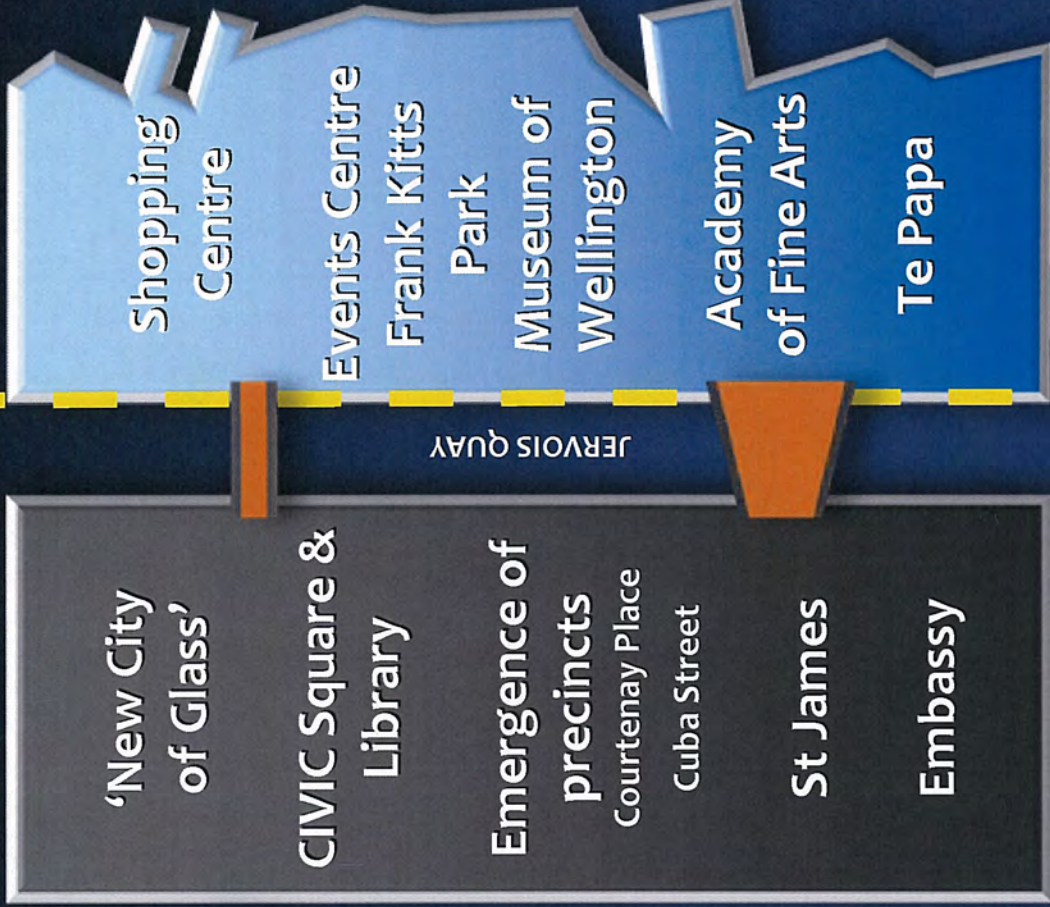 'New City
of Glass'
CIVIC Square &
Library
Emergence of
precincts
Courtenay Place
Cuba Street
St James
Embassy
JERVOIS QUAY
Shopping
Centre
Events Centre
Frank Kitts
Park
Museum of
Wellington
Academy
of Fine Arts
Te Papa